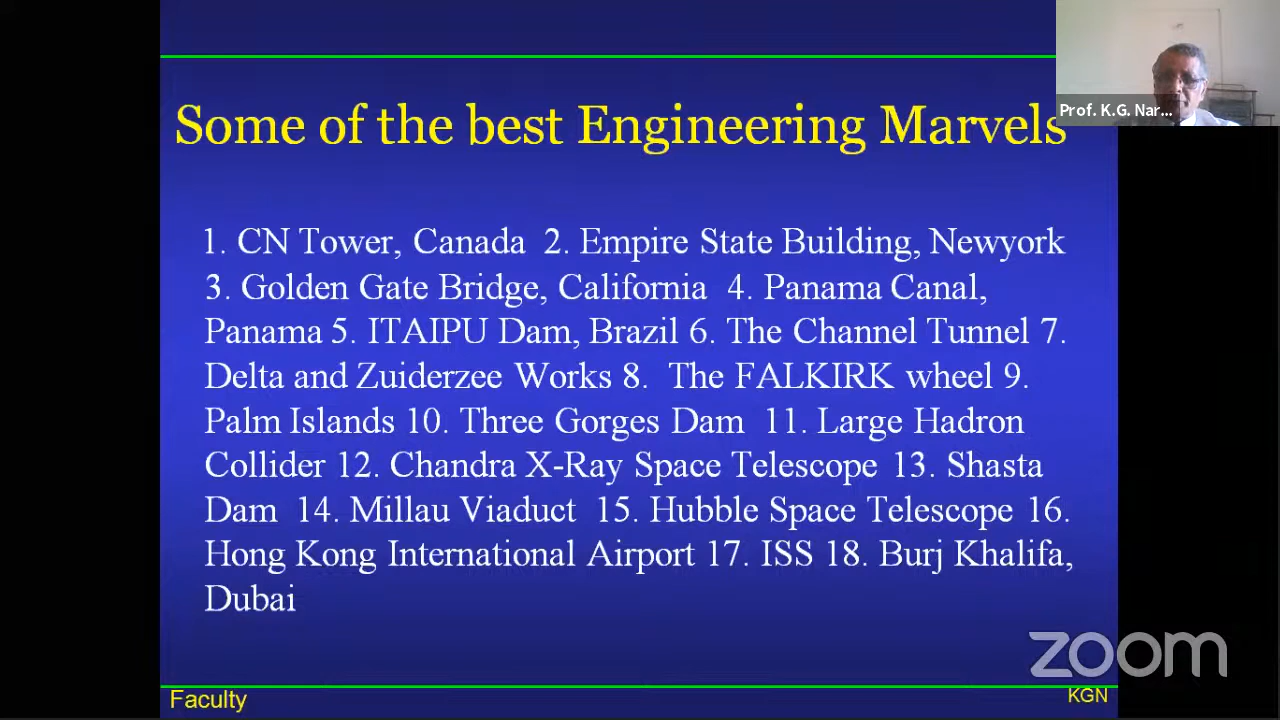 Prof. K.G. Nar...
Some of the best Engineering Marvels
1. CN Tower, Canada 2. Empire State Building, Newyork
3. Golden Gate Bridge, California 4. Panama Canal,
Panama 5. ITAIPU Dam, Brazil 6. The Channel Tunnel 7.
Delta and Zuiderzee Works 8. The FALKIRK wheel 9.
Palm Islands 10. Three Gorges Dam 11. Large Hadron
Collider 12. Chandra X-Ray Space Telescope 13. Shasta
Dam 14. Millau Viaduct 15. Hubble Space Telescope 16.
Hong Kong International Airport 17. ISS 18. Burj Khalifa,
Dubai
zoom
Faculty
KGN